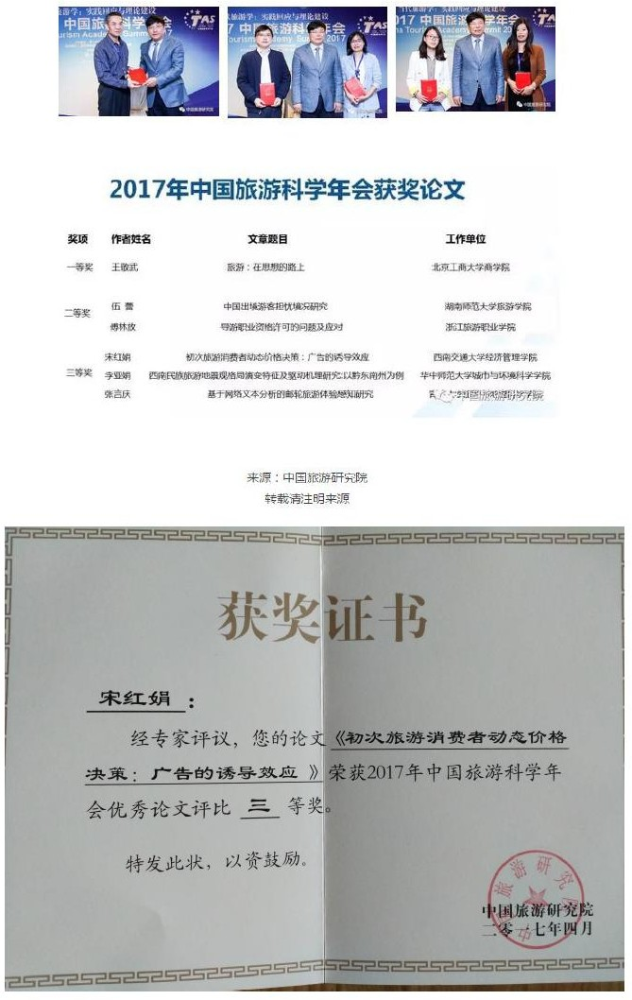 旅游学：实践回应与理论建设
中国旅游科学年会
TAS
中国旅游研究院
旅游学：实践回应与理论建设
17 中国旅游科学年会
Tourism Academy Summit 2017
TAS
中国旅游研究院
当代旅游学：实践回应与理论建设
017 中国旅游科学年会
na Tourism Academy Summit 2017
中国旅游研究院
2017年中国旅游科学年会获奖论文
奖项 作者姓名 文章题目 工作单位
一等奖 王敬武 旅游：在思想的路上 北京工商大学商学院
二等奖 伍蕾 中国出境游客担忧境况研究 湖南师范大学旅游学院
傅林放 导游职业资格许可的问题及应对 浙江旅游职业学院
三等奖 宋红娟 初次旅游消费者动态价格决策：广告的诱导效应 西南交通大学经济管理学院
李亚娟 西南民族旅游地景观格局演变特征及驱动机理研究:以黔东南州为例 华中师范大学城市与环境科学学院
张言庆 基于网络文本分析的邮轮旅游体验感知研究
中国旅游研究院
来源：中国旅游研究院
转载请注明来源
获奖证书
宋红娟：
经专家评议，您的论文《初次旅游消费者动态价格
决策：广告的诱导效应 》荣获2017年中国旅游科学年
会优秀论文评比 三 等奖。
特发此状，以资鼓励。
中国旅游研究院
二〇一七年四月